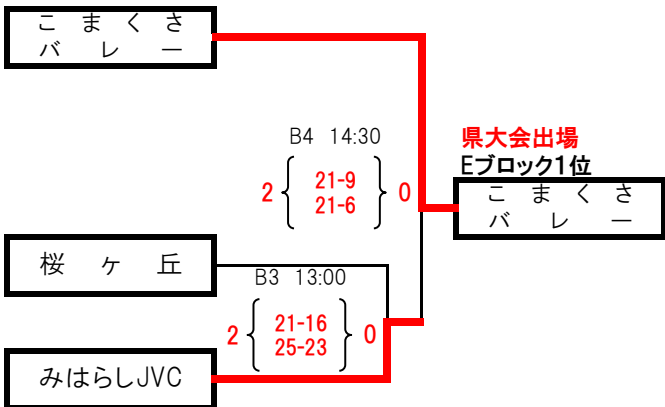 こまくさ
バレー
B4 14:30
2 { 21-9 } 0
21-6
県大会出場
Eブロック1位
こまくさ
バレー
桜ヶ丘
B3 13:00
2 { 21-16 } 0
25-23
みはらしJVC